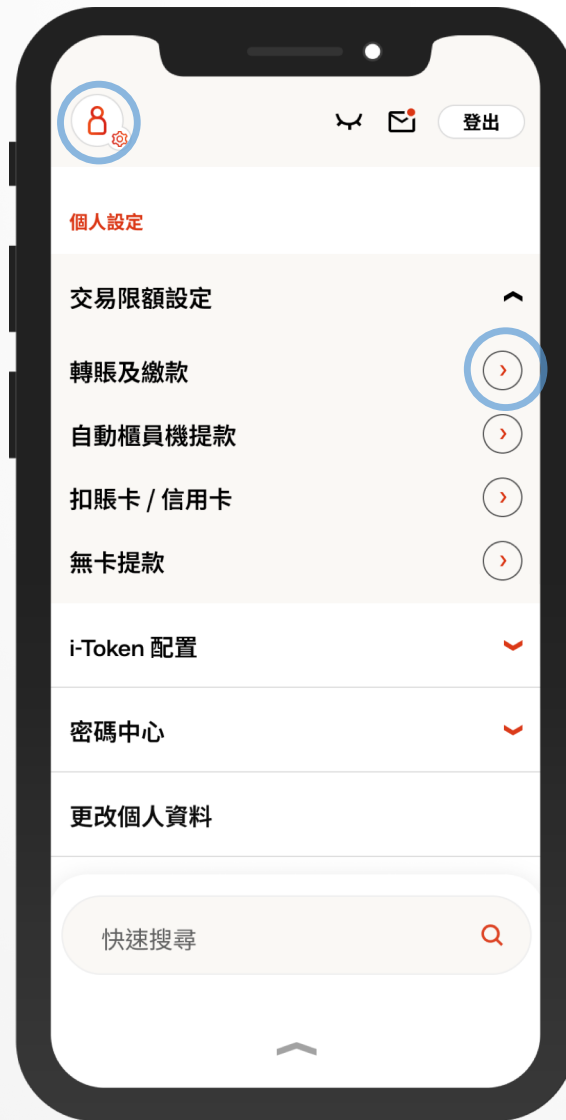 登出
個人設定
交易限額設定
轉賬及繳款
自動櫃員機提款
扣賬卡 / 信用卡
無卡提款
i-Token 配置
密碼中心
更改個人資料
快速搜尋